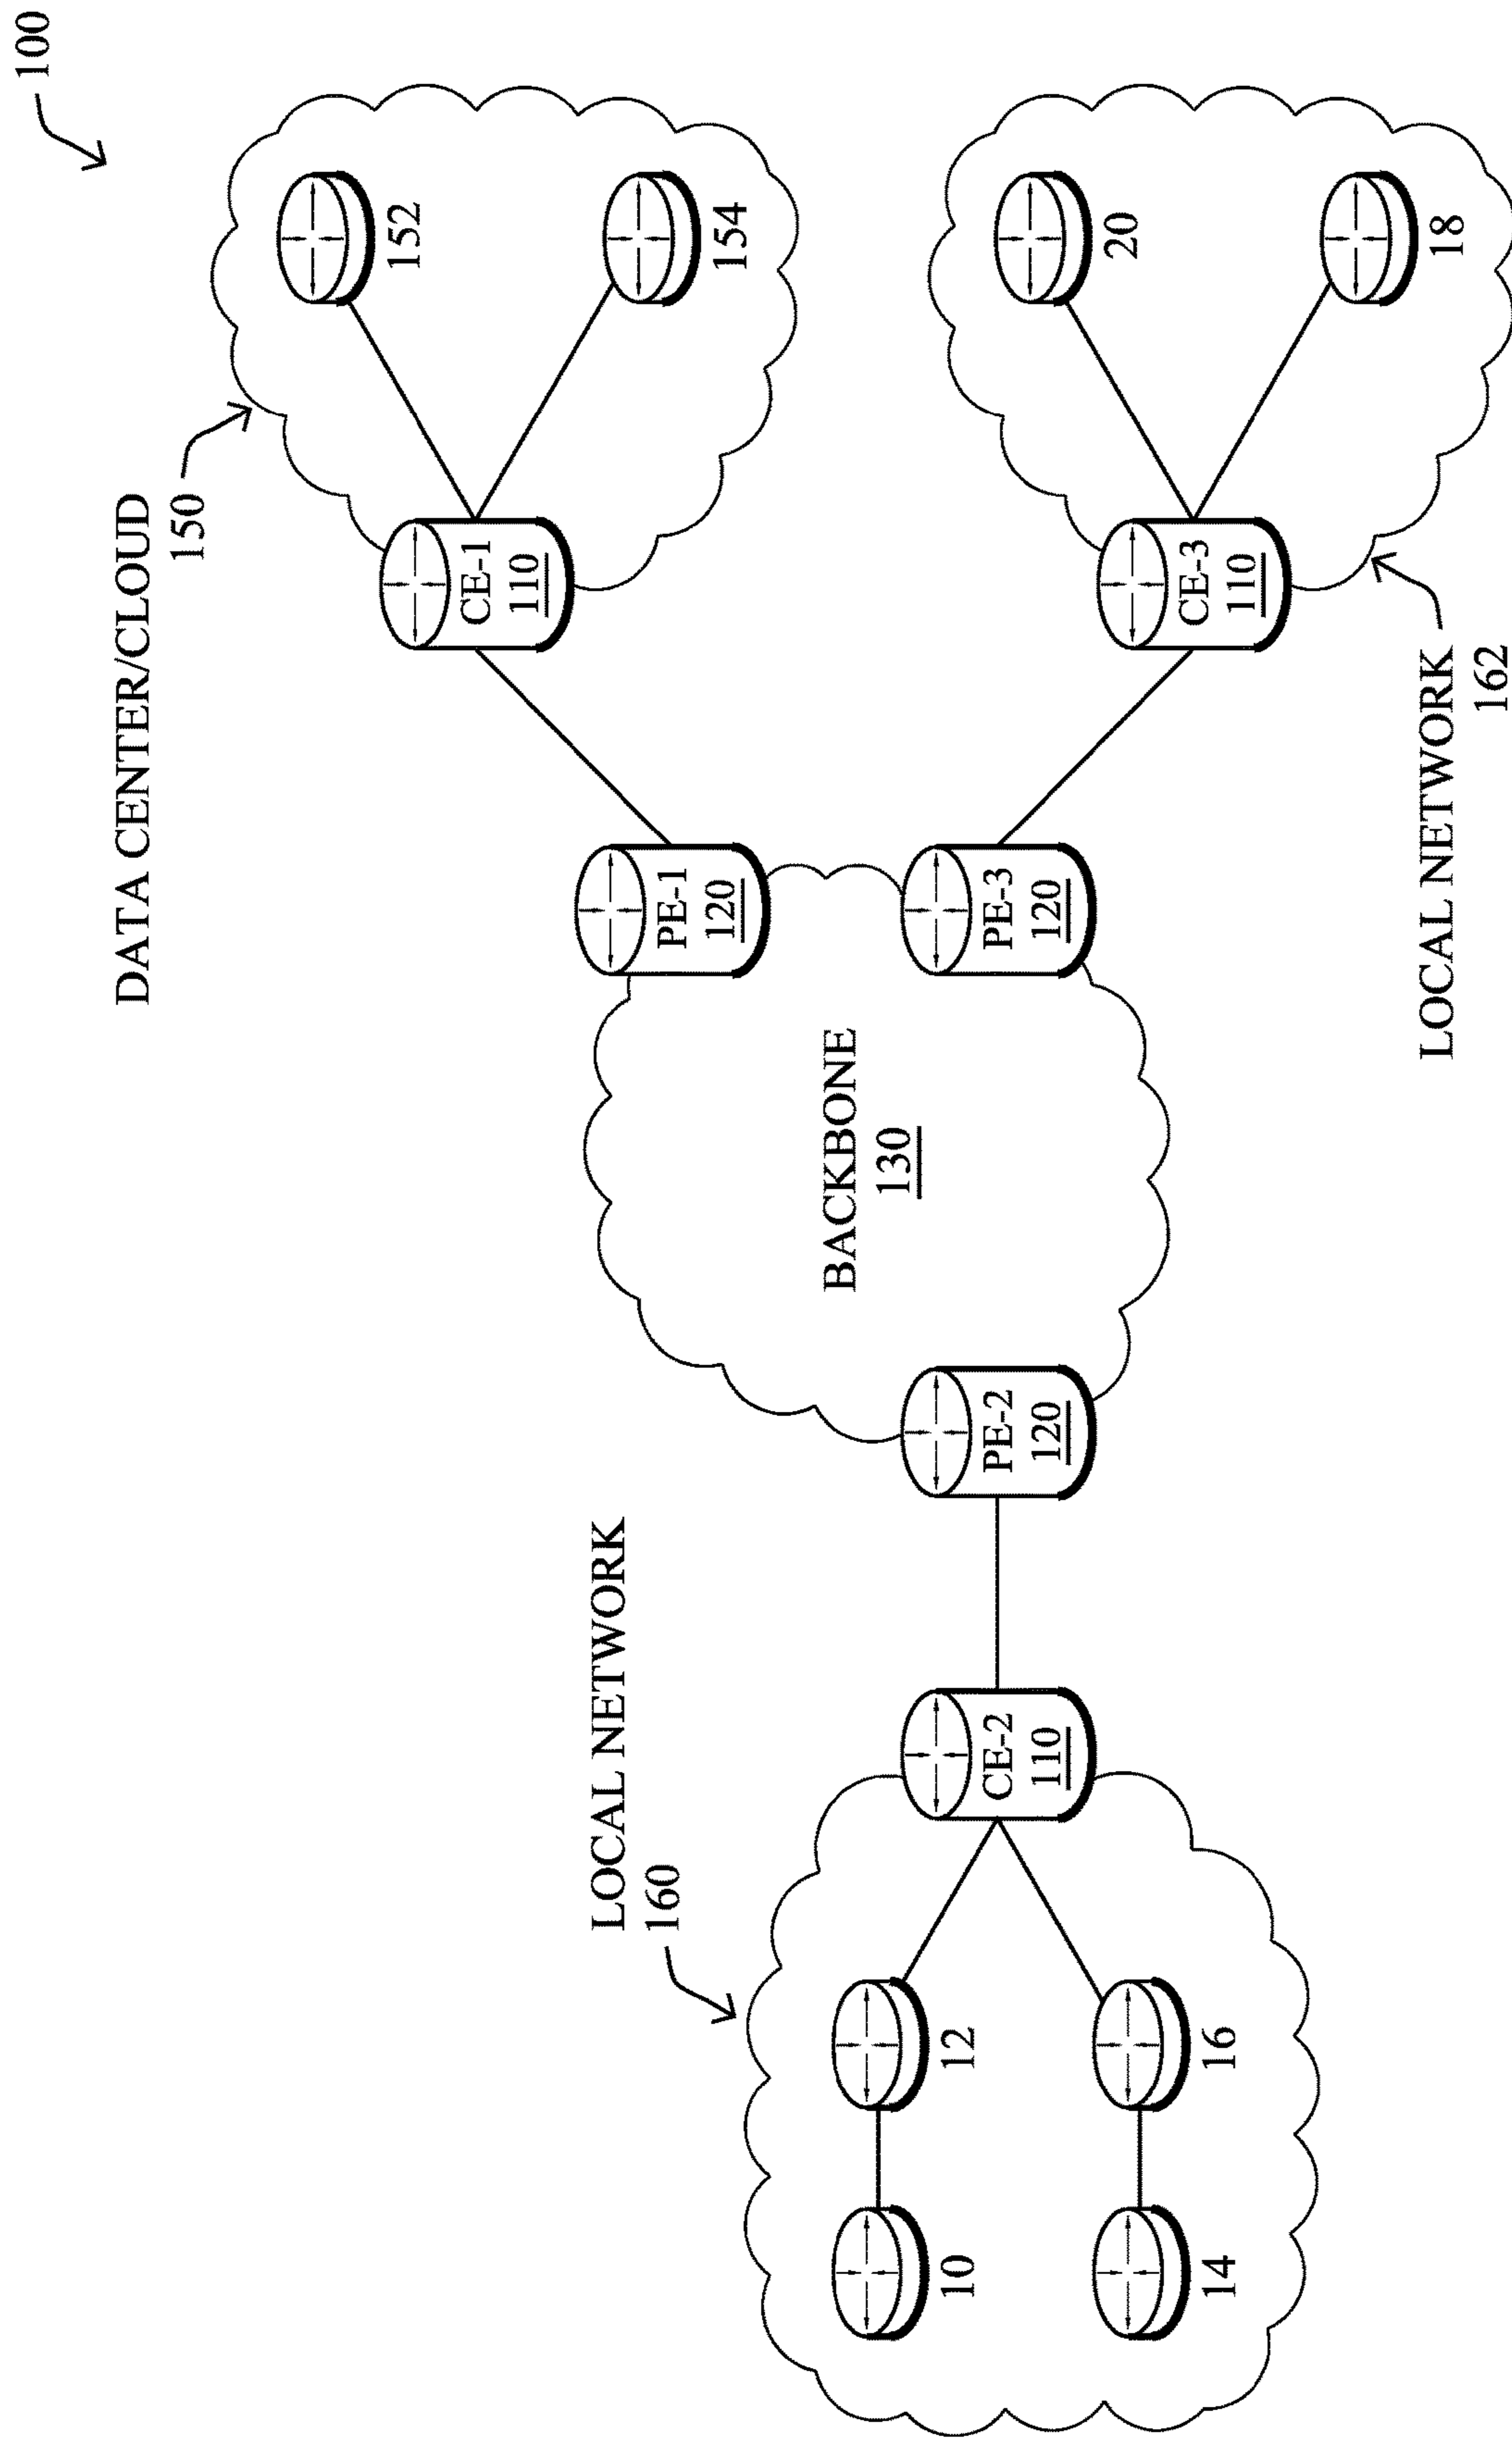 100
DATA CENTER/CLOUD
150
152
154
CE-1
110
PE-1
120
BACKBONE
130
LOCAL NETWORK
160
10
12
14
16
CE-2
110
PE-2
120
PE-3
120
CE-3
110
20
18
LOCAL NETWORK
162